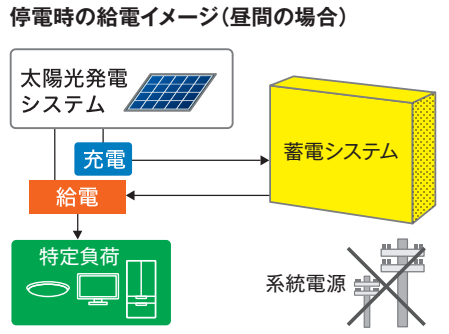 停電時の給電イメージ（昼間の場合）
太陽光発電
システム
充電
蓄電システム
給電
特定負荷
系統電源